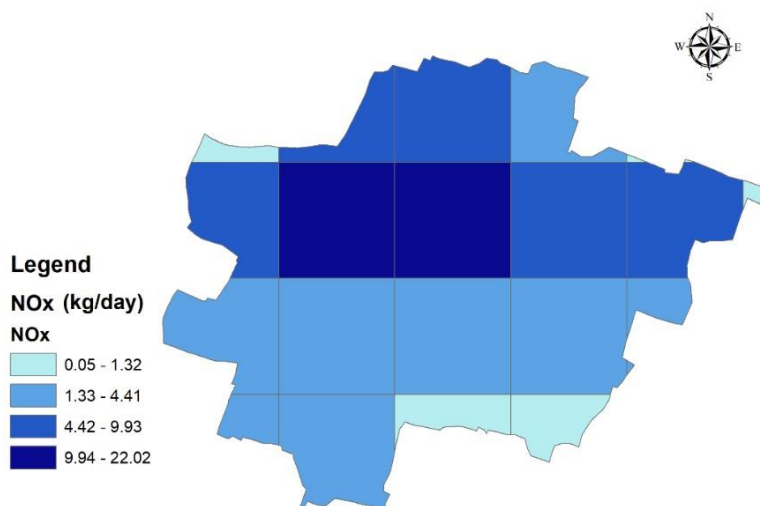 N
W E
S
Legend
NOx (kg/day)
NOx
0.05 - 1.32
1.33 - 4.41
4.42 - 9.93
9.94 - 22.02